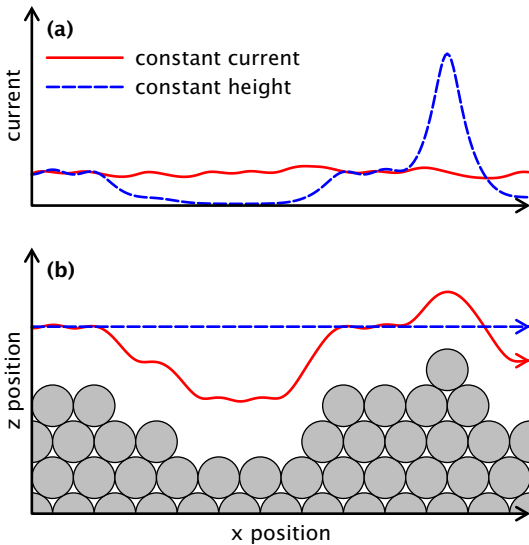 (a)
constant current
constant height
current
(b)
z position
x position